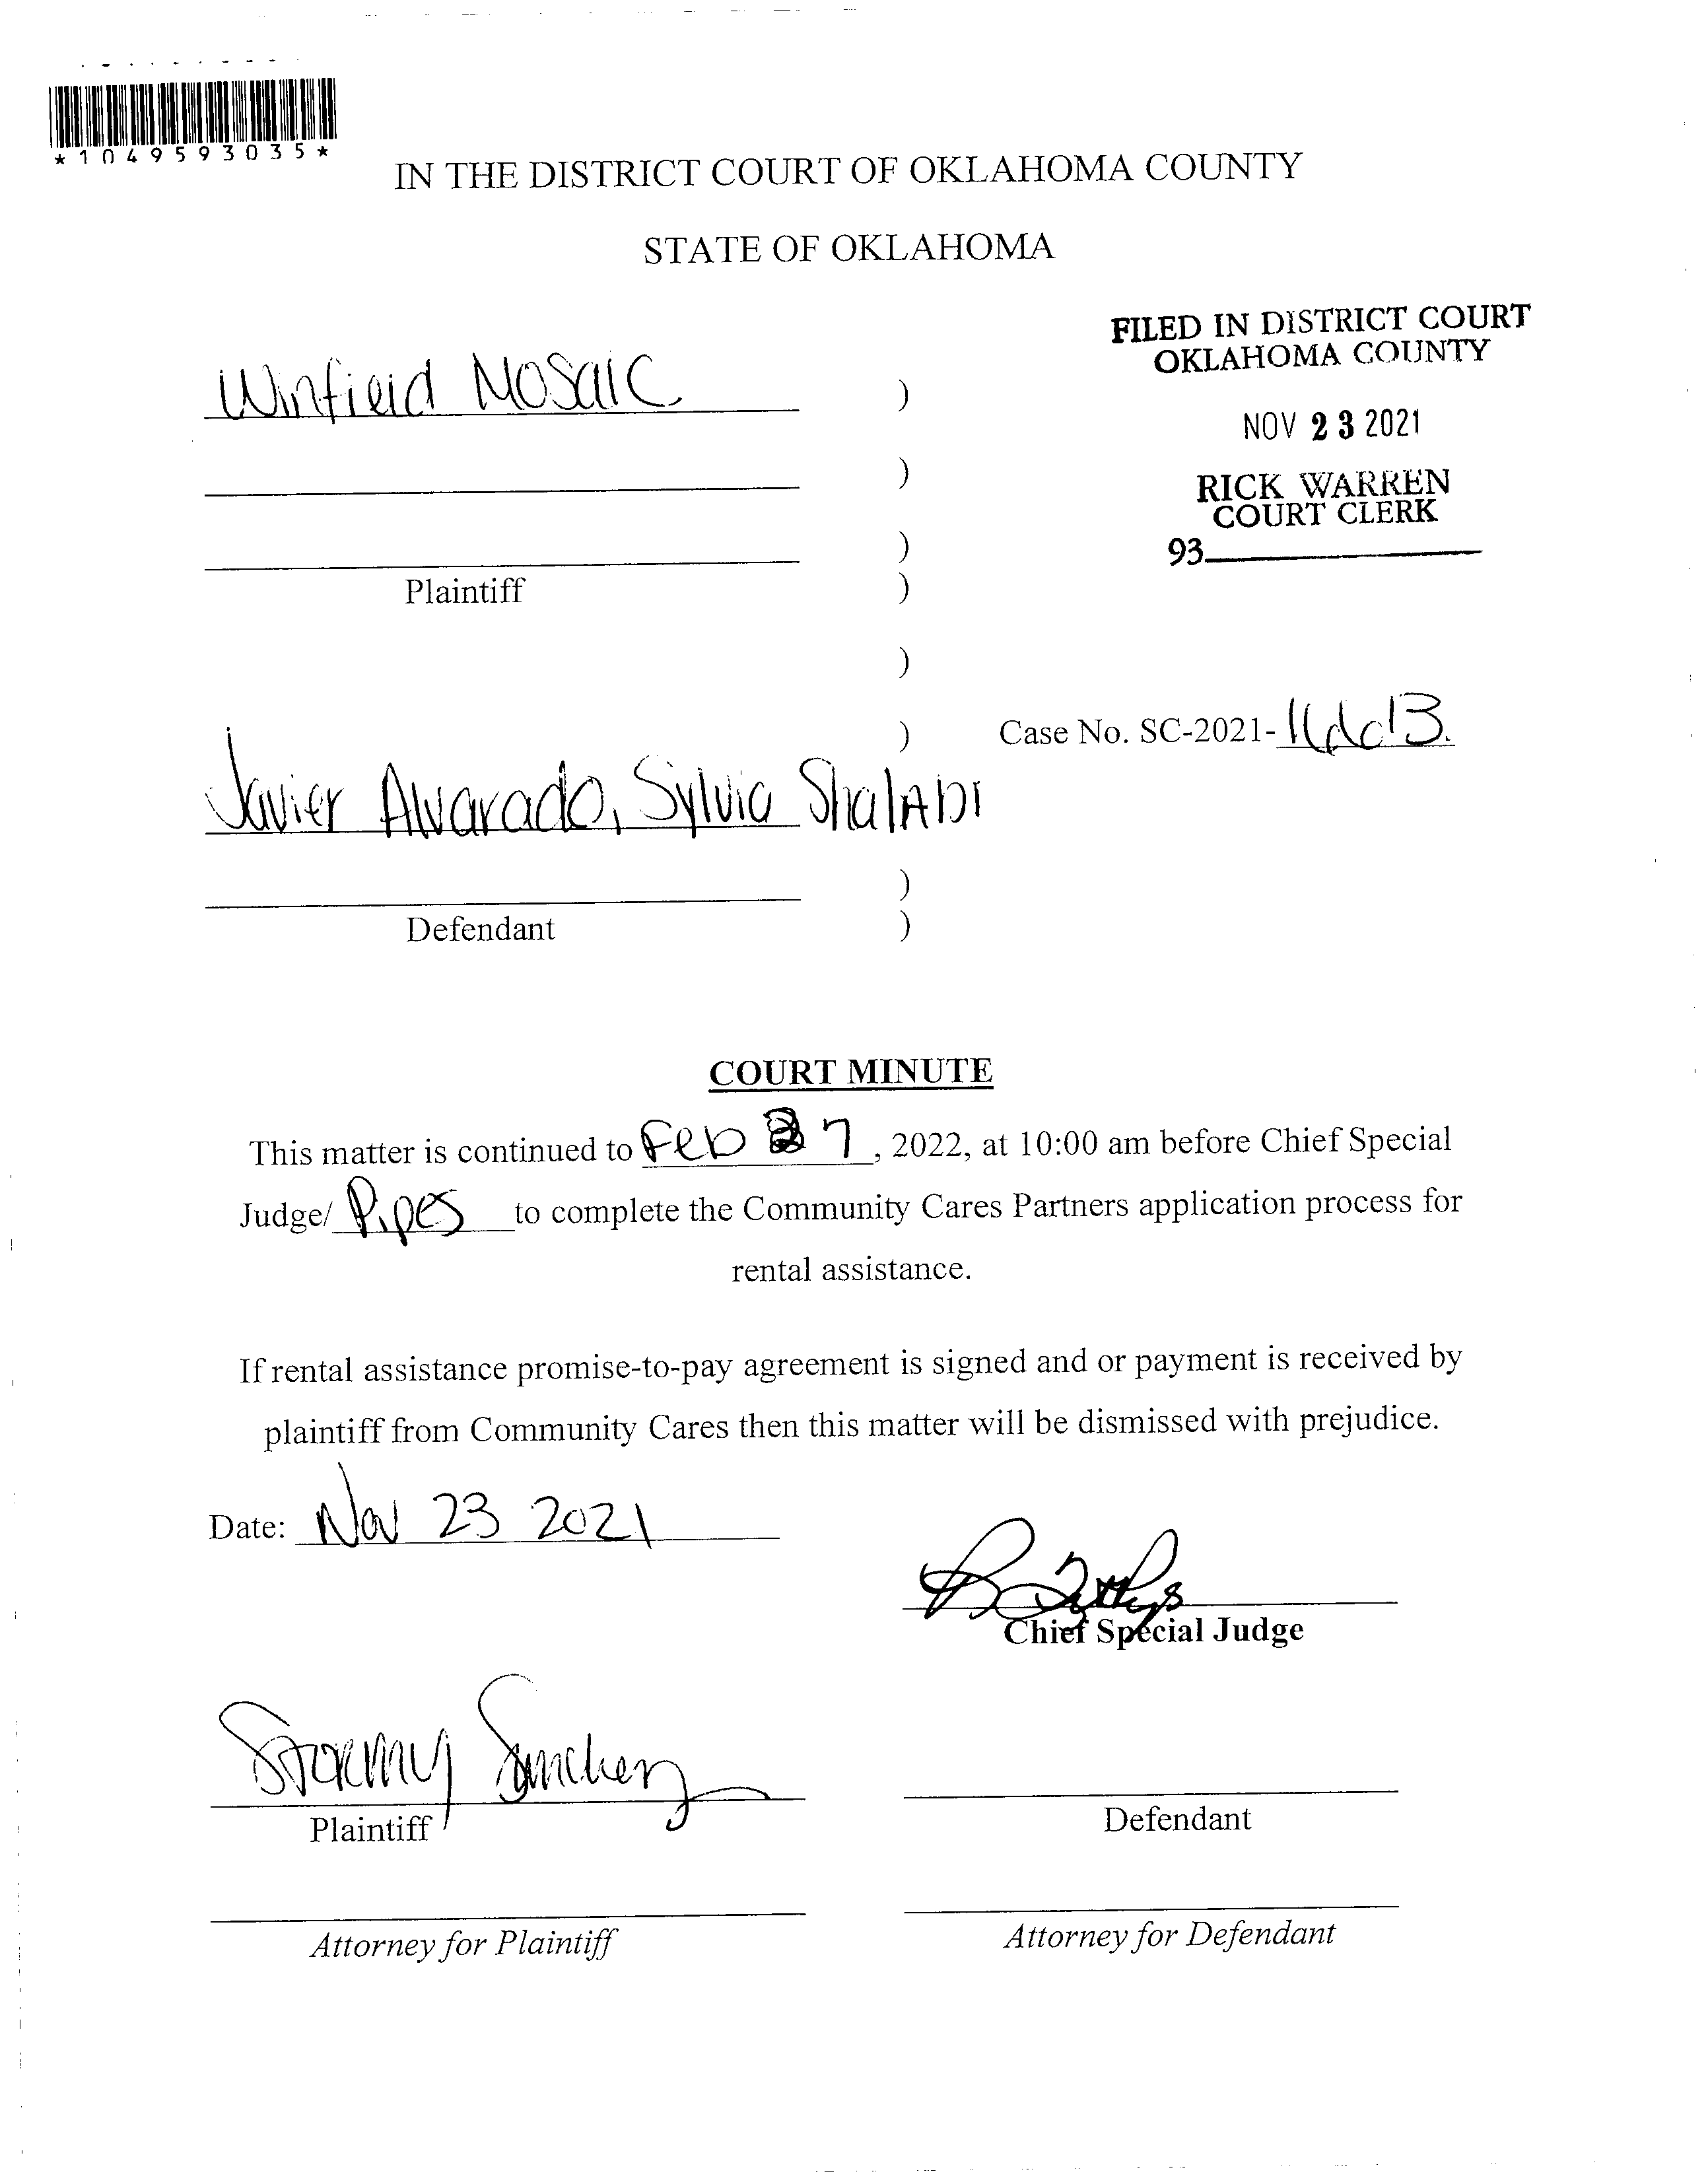 *1049593035*
IN THE DISTRICT COURT OF OKLAHOMA COUNTY
STATE OF OKLAHOMA
FILED IN DISTRICT COURT
OKLAHOMA COUNTY
NOV 23 2021
RICK WARREN
COURT CLERK
93
Winfield Mosaic )
)
)
Plaintiff )
)
) Case No. SC-2021-16613
Javier Alvarado, Sylvia Shalabi
)
Defendant )
COURT MINUTE
This matter is continued to Feb 7, 2022, at 10:00 am before Chief Special
Judge/ Pipes to complete the Community Cares Partners application process for
rental assistance.
If rental assistance promise-to-pay agreement is signed and or payment is received by
plaintiff from Community Cares then this matter will be dismissed with prejudice.
Date: Nov 23 2021
Chief Special Judge
Stormy Sanchez
Plaintiff
Defendant
Attorney for Plaintiff
Attorney for Defendant